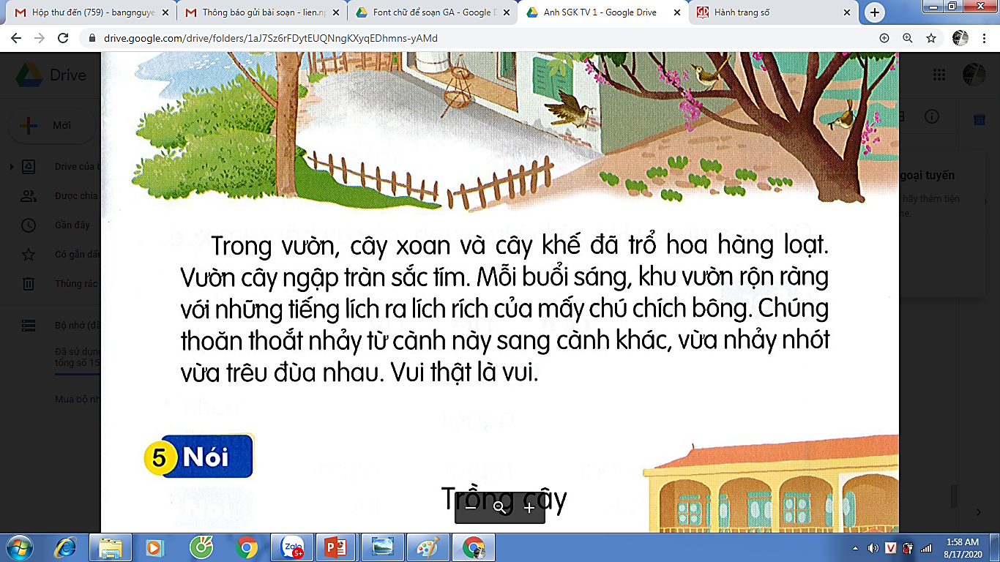 Hộp thư đến (759) - bangnguye
Thông báo gửi bài soạn - lien.np
Font chữ để soạn GA - Google D
Anh SGK TV 1 - Google Drive
Hành trang số
drive.google.com/drive/folders/1aJ7Sz6rFDytEUQNngKXyqEDhmns-yAMd
Drive
Mới
Drive của t
Được chia
Gần đây
Có gắn dấu
Thùng rác
Bộ nhớ (đã
Đã sử dụng
tổng số 15
Mua bộ nh
goại tuyến
hãy thêm tiện
ne.
Trong vườn, cây xoan và cây khế đã trổ hoa hàng loạt.
Vườn cây ngập tràn sắc tím. Mỗi buổi sáng, khu vườn rộn ràng
với những tiếng lích ra lích rích của mấy chú chích bông. Chúng
thoăn thoắt nhảy từ cành này sang cành khác, vừa nhảy nhót
vừa trêu đùa nhau. Vui thật là vui.
5 Nói
Trồng cây
Zalo
5+
V
1:58 AM
8/17/2020